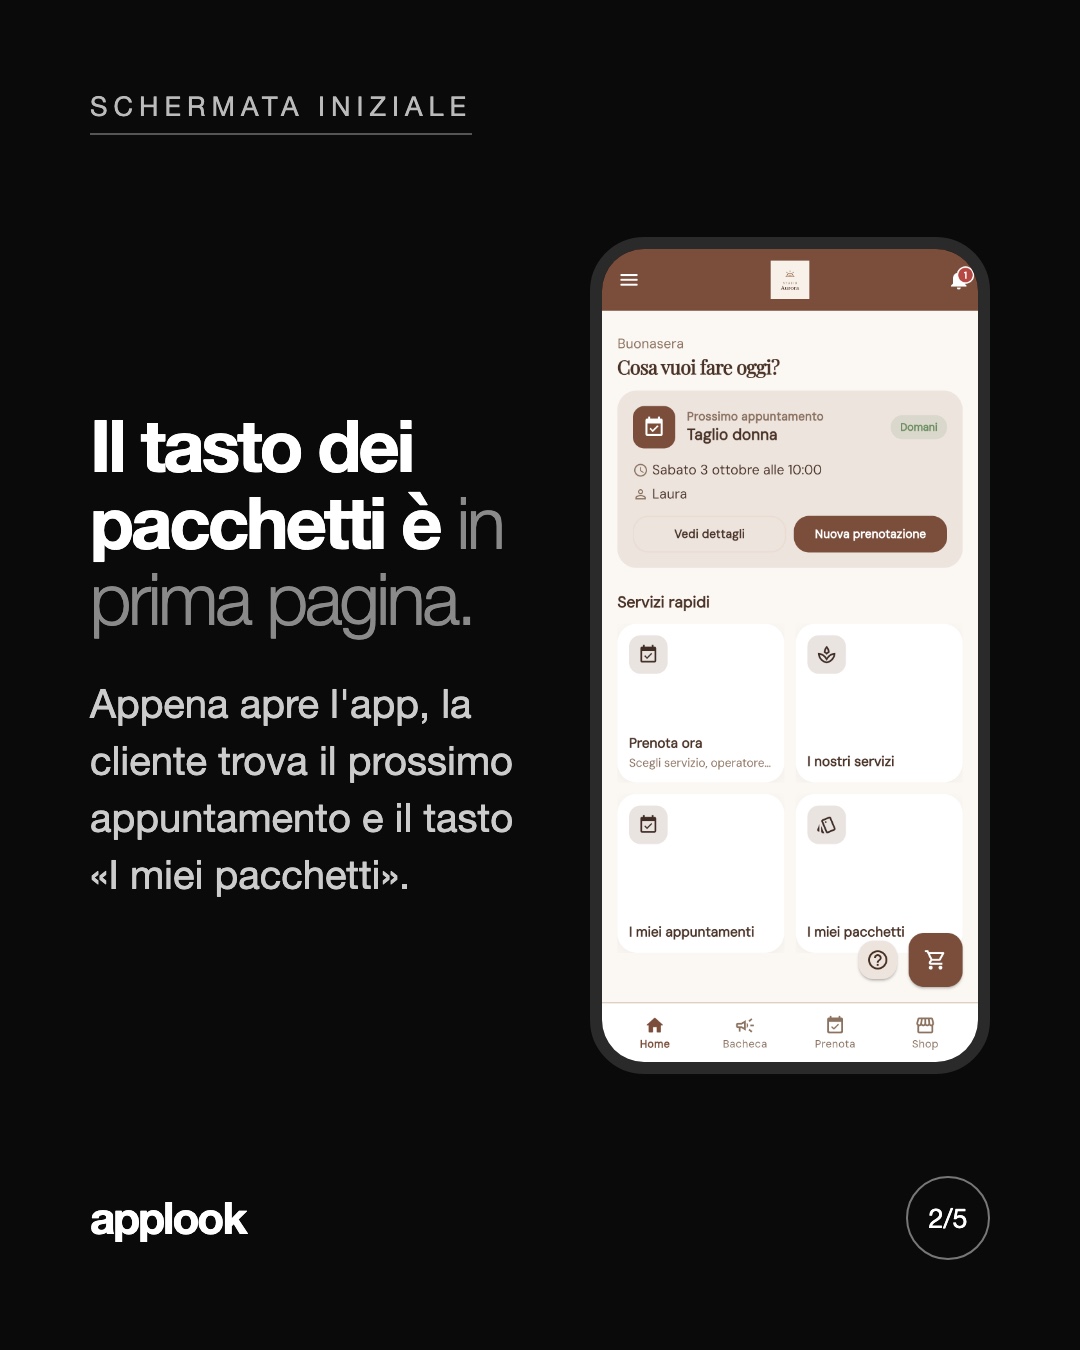 SCHERMATA INIZIALE
Il tasto dei
pacchetti è in
prima pagina.
Appena apre l'app, la
cliente trova il prossimo
appuntamento e il tasto
«I miei pacchetti».
1
Aurora
Buonasera
Cosa vuoi fare oggi?
Prossimo appuntamento
Taglio donna
Domani
Sabato 3 ottobre alle 10:00
Laura
Vedi dettagli
Nuova prenotazione
Servizi rapidi
Prenota ora
Scegli servizio, operatore...
I nostri servizi
I miei appuntamenti
I miei pacchetti
Home
Bacheca
Prenota
Shop
applook
2/5